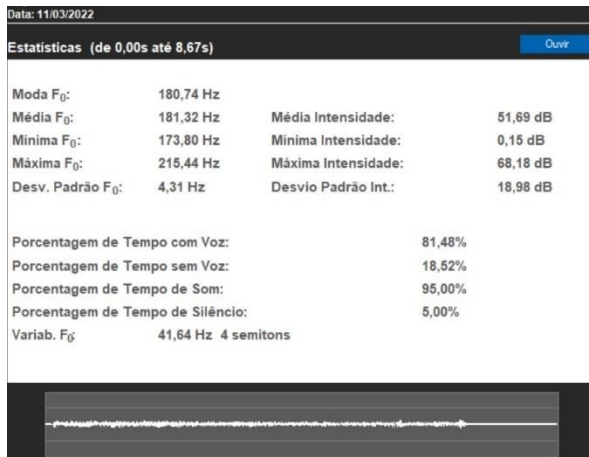 Data: 11/03/2022
Estatísticas (de 0,00s até 8,67s) Ouvir
Moda F0: 180,74 Hz
Média F0: 181,32 Hz Média Intensidade: 51,69 dB
Mínima F0: 173,80 Hz Mínima Intensidade: 0,15 dB
Máxima F0: 215,44 Hz Máxima Intensidade: 68,18 dB
Desv. Padrão F0: 4,31 Hz Desvio Padrão Int.: 18,98 dB
Porcentagem de Tempo com Voz: 81,48%
Porcentagem de Tempo sem Voz: 18,52%
Porcentagem de Tempo de Som: 95,00%
Porcentagem de Tempo de Silêncio: 5,00%
Variab. F0: 41,64 Hz 4 semitons